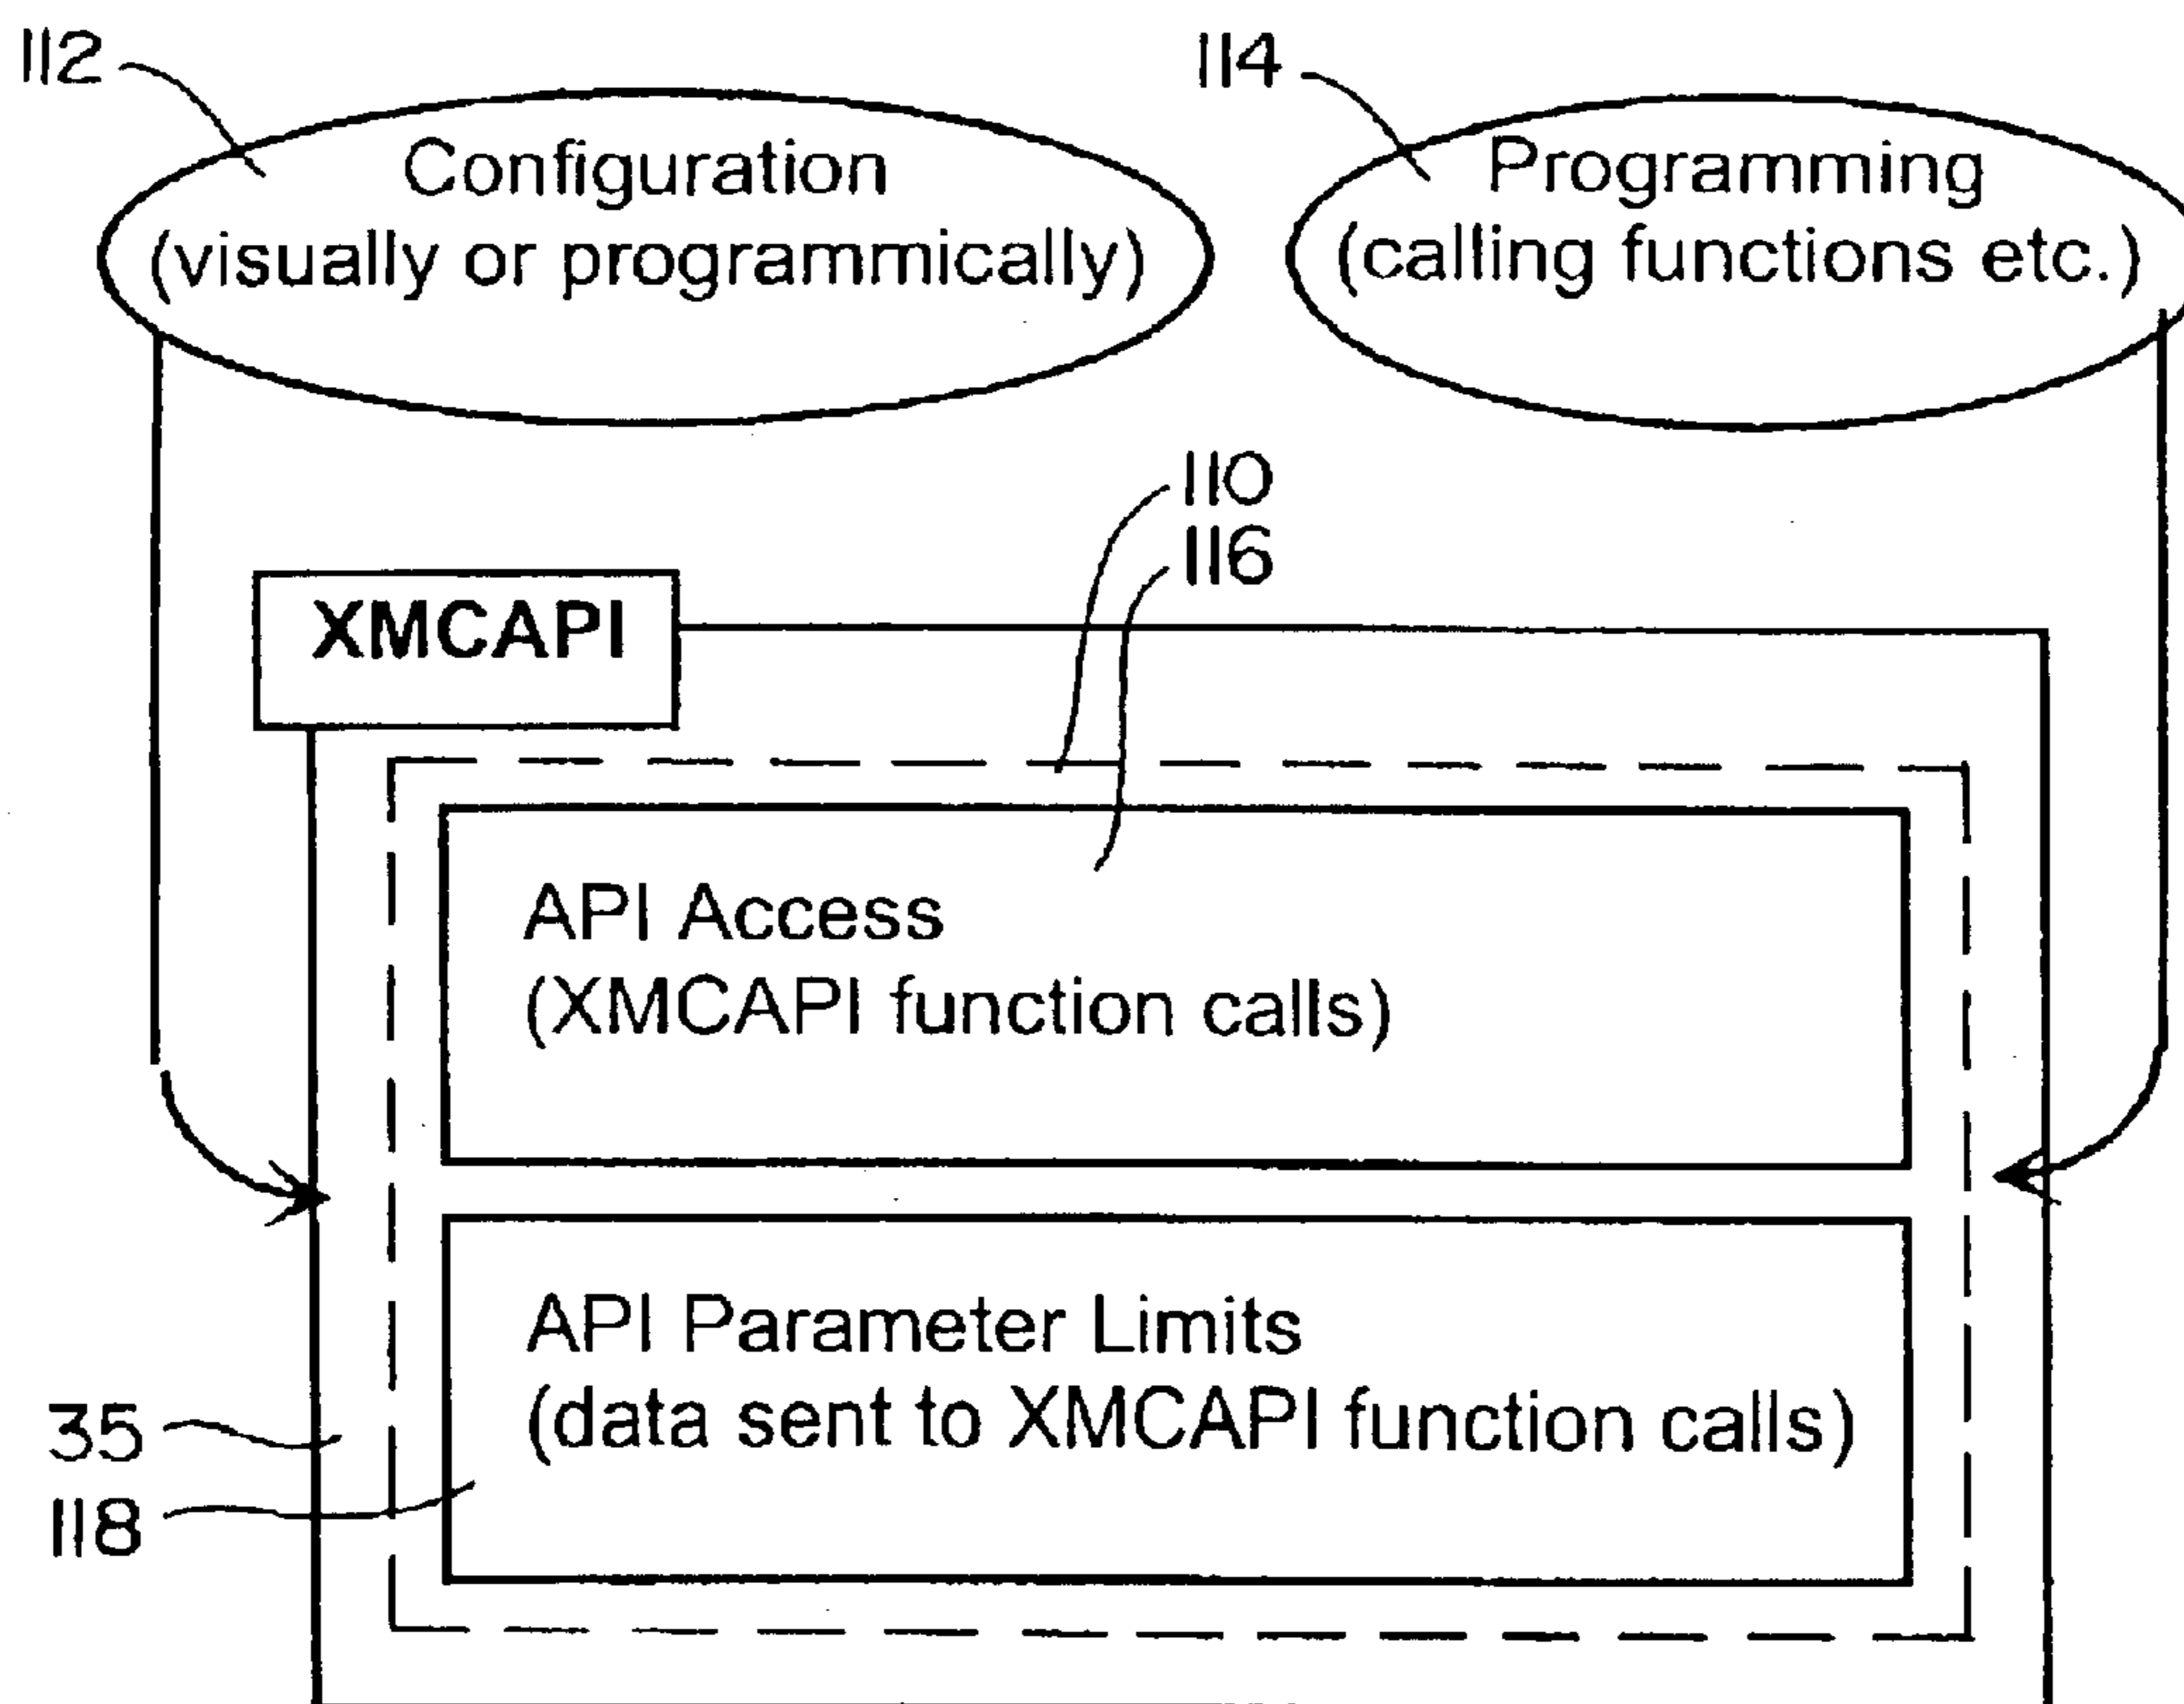 112
Configuration
(visually or programmically)
114
Programming
(calling functions etc.)
110
116
XMCAPI
API Access
(XMCAPI function calls)
API Parameter Limits
(data sent to XMCAPI function calls)
35
118